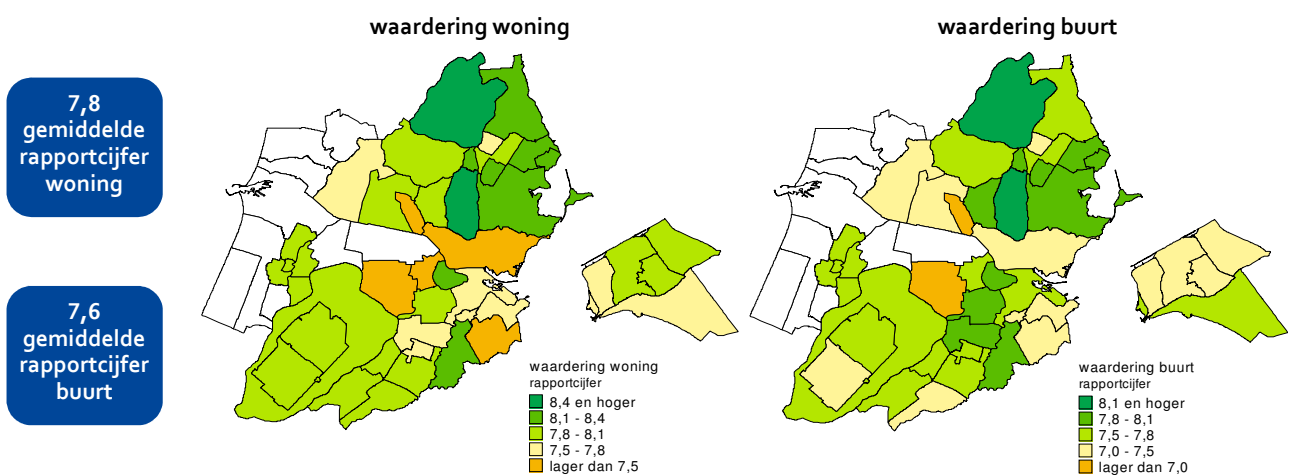 waardering woning
7,8
gemiddelde
rapportcijfer
woning
7,6
gemiddelde
rapportcijfer
buurt
waardering woning
rapportcijfer
8,4 en hoger
8,1 - 8,4
7,8 - 8,1
7,5 - 7,8
lager dan 7,5
waardering buurt
waardering buurt
rapportcijfer
8,1 en hoger
7,8 - 8,1
7,5 - 7,8
7,0 - 7,5
lager dan 7,0